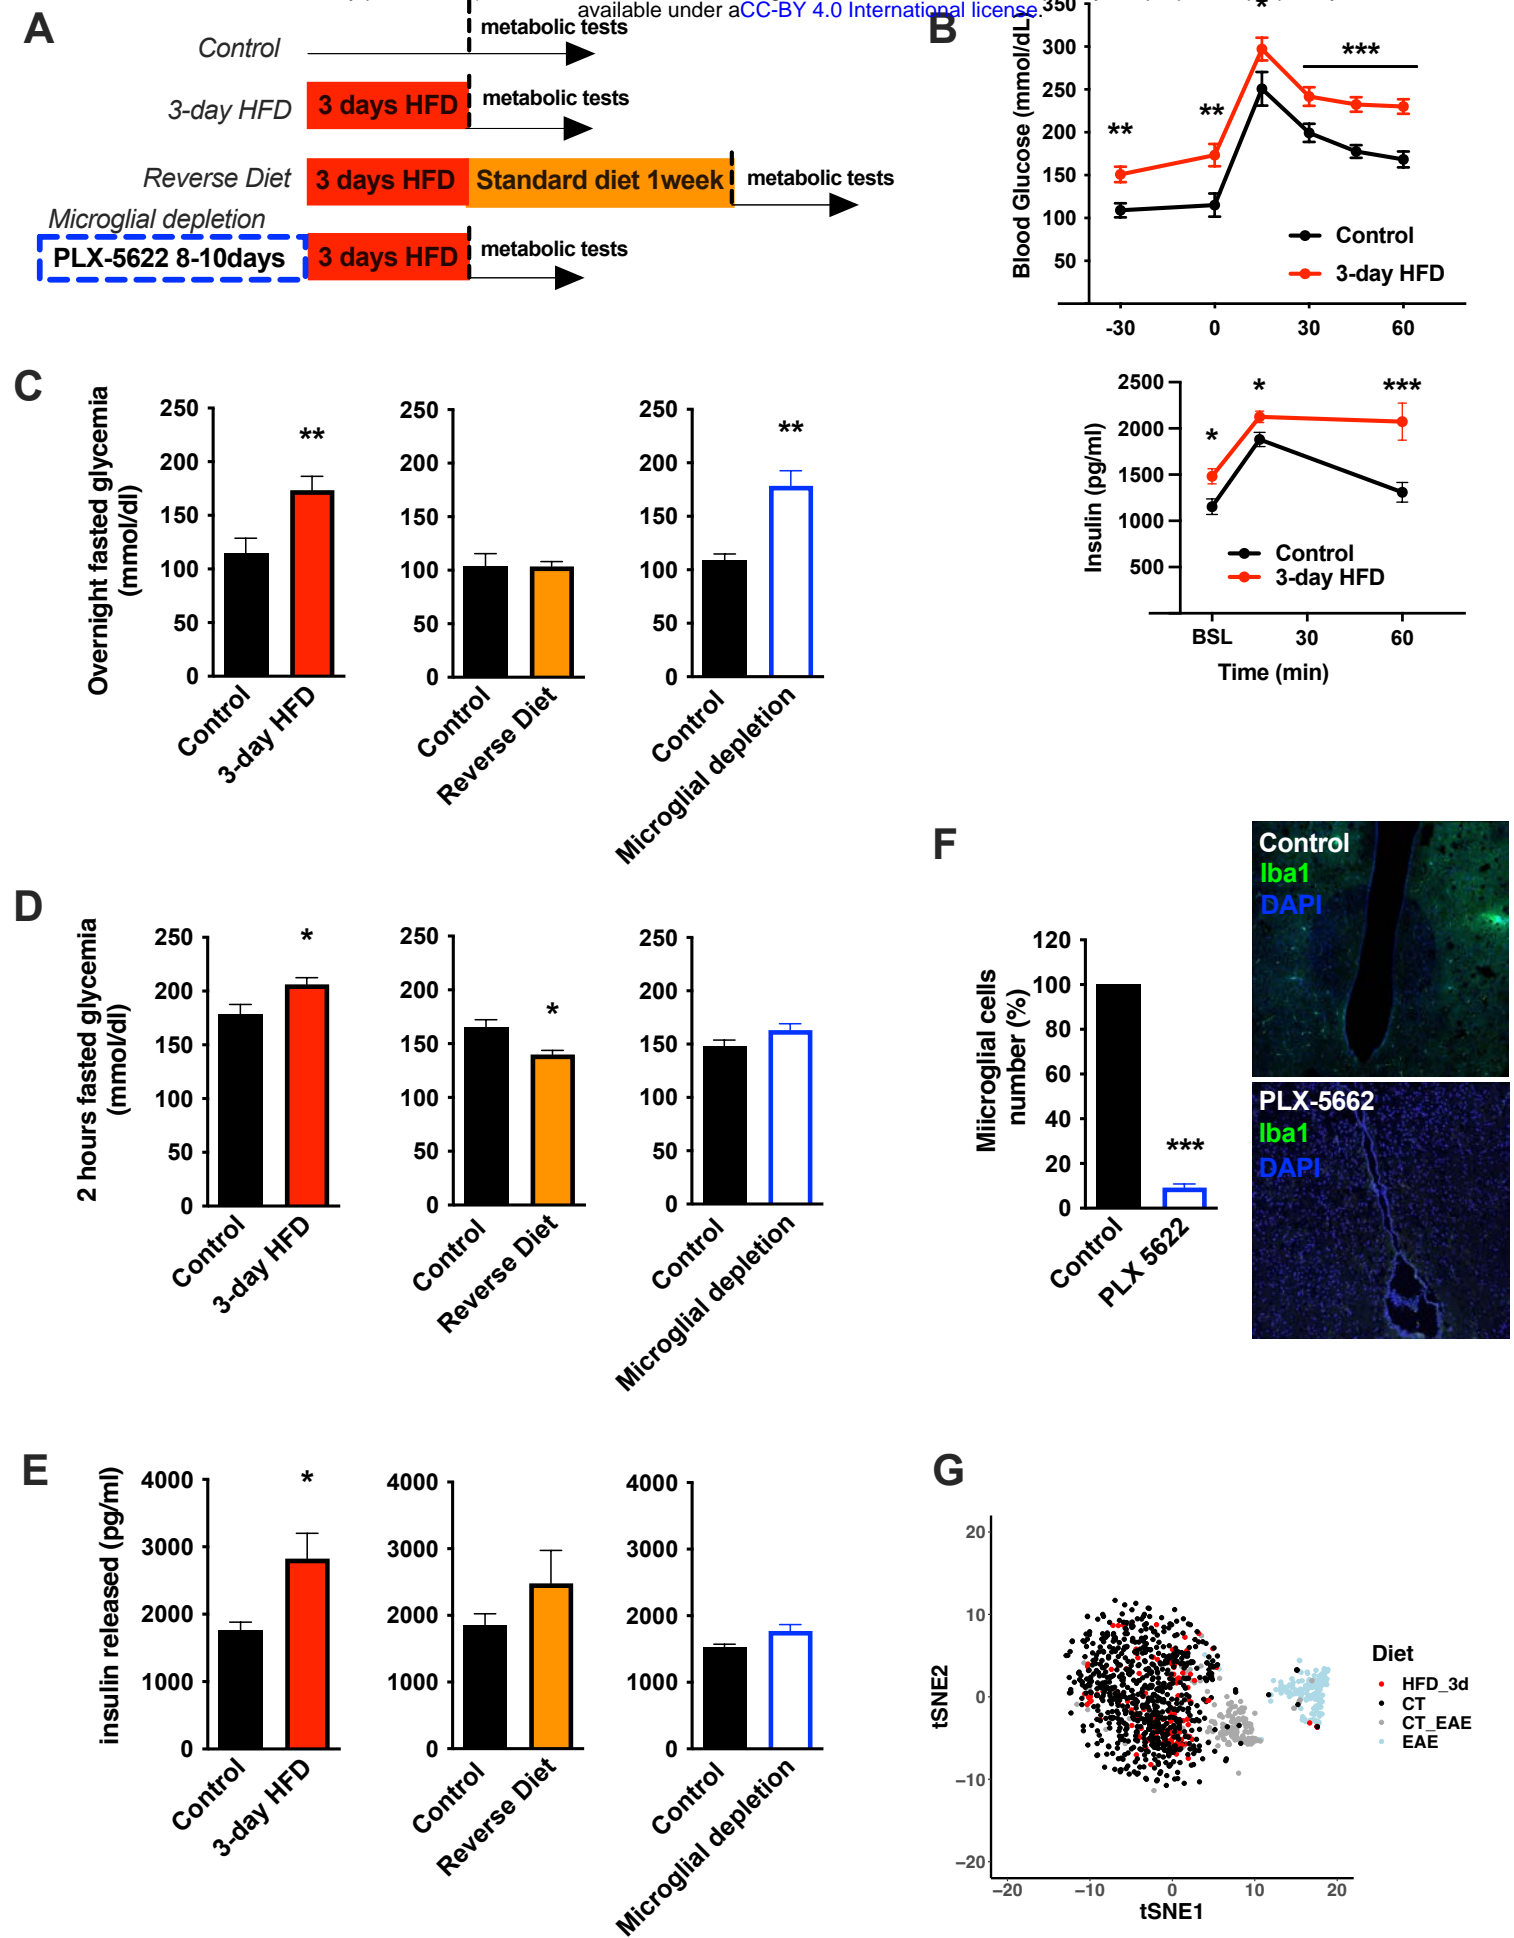 available under aCC-BY 4.0 International license.
A
Control
metabolic tests
3-day HFD
3 days HFD
metabolic tests
Reverse Diet
3 days HFD
Standard diet 1week
metabolic tests
Microglial depletion
PLX-5622 8-10days
3 days HFD
metabolic tests
B
Blood Glucose (mmol/dL)
350
300
250
200
150
100
50
**
**
*
***
Control
3-day HFD
-30
0
30
60
Insulin (pg/ml)
2500
2000
1500
1000
500
*
*
***
Control
3-day HFD
BSL
30
60
Time (min)
C
Overnight fasted glycemia
(mmol/dl)
250
200
150
100
50
0
**
Control
3-day HFD
250
200
150
100
50
0
Control
Reverse Diet
250
200
150
100
50
0
**
Control
Microglial depletion
D
2 hours fasted glycemia
(mmol/dl)
250
200
150
100
50
0
*
Control
3-day HFD
250
200
150
100
50
0
*
Control
Reverse Diet
250
200
150
100
50
0
Control
Microglial depletion
E
insulin released (pg/ml)
4000
3000
2000
1000
0
*
Control
3-day HFD
4000
3000
2000
1000
0
Control
Reverse Diet
4000
3000
2000
1000
0
Control
Microglial depletion
F
Miicroglial cells
number (%)
120
100
80
60
40
20
0
***
Control
PLX 5622
Control
Iba1
DAPI
PLX-5662
Iba1
DAPI
G
tSNE2
20
10
0
−10
−20
−20
−10
0
10
20
tSNE1
Diet
HFD_3d
CT
CT_EAE
EAE